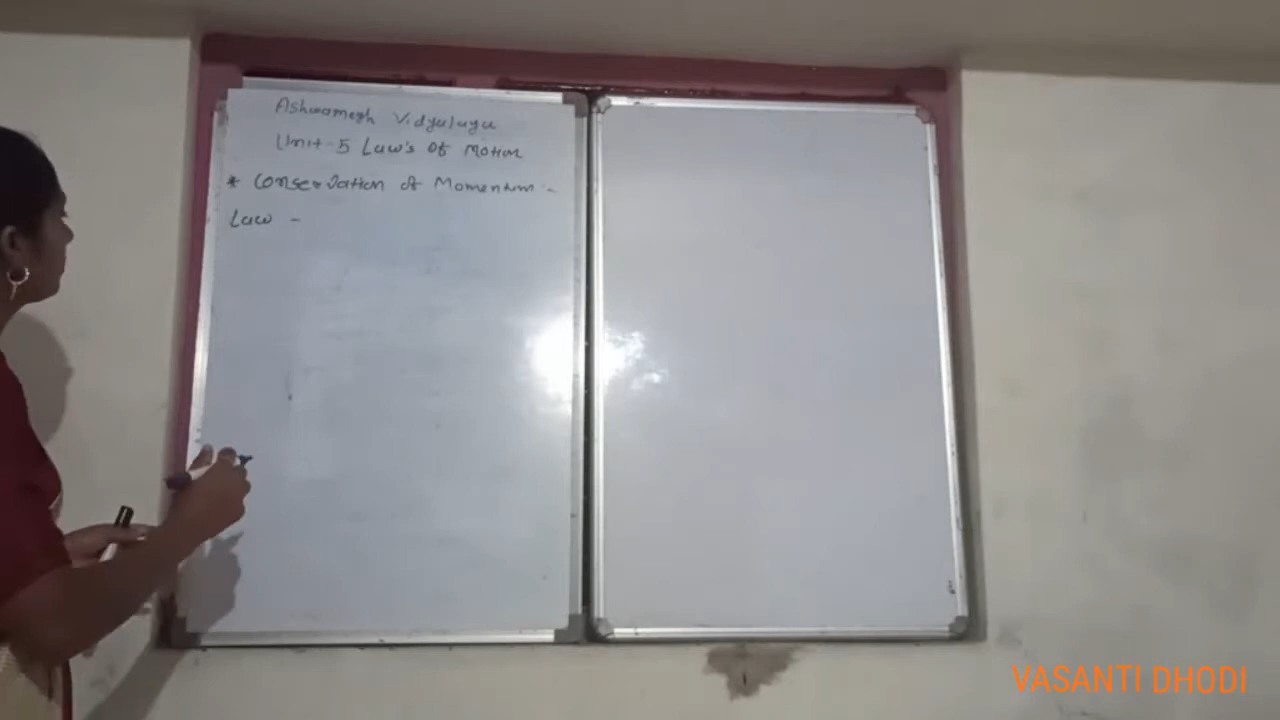 Ashwamegh Vidyalaya
Unit-5 Law's Of Motion
* Conservation of Momentum :-
Law -
VASANTI DHODI